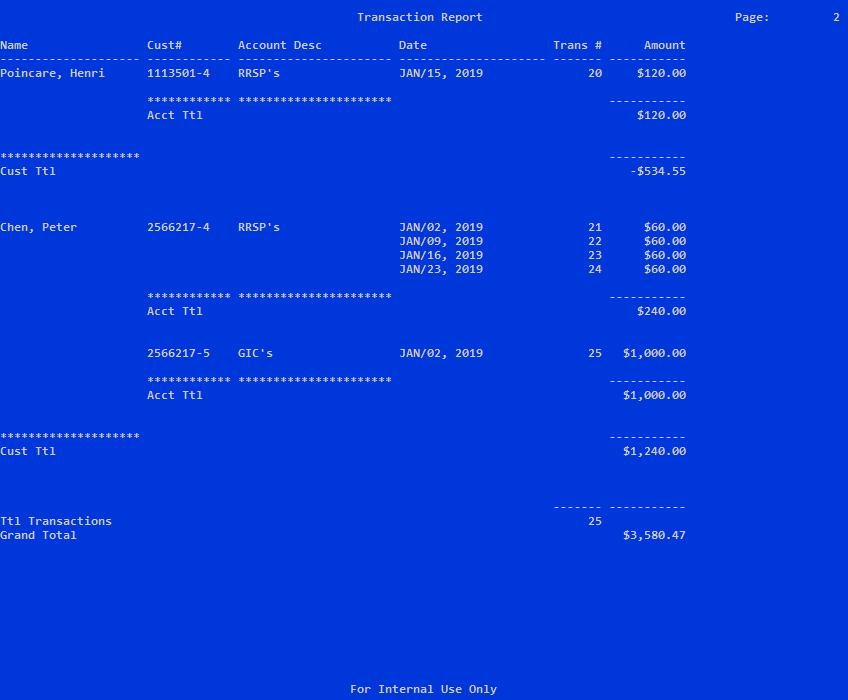 Transaction Report Page: 2
Name Cust# Account Desc Date Trans # Amount
-------------------- ------------ ---------------------- --------------------- ------- -----------
Poincare, Henri 1113501-4 RRSP's JAN/15, 2019 20 $120.00
************ ********************** -----------
Acct Ttl $120.00
******************** -----------
Cust Ttl -$534.55
Chen, Peter 2566217-4 RRSP's JAN/02, 2019 21 $60.00
JAN/09, 2019 22 $60.00
JAN/16, 2019 23 $60.00
JAN/23, 2019 24 $60.00
************ ********************** -----------
Acct Ttl $240.00
2566217-5 GIC's JAN/02, 2019 25 $1,000.00
************ ********************** -----------
Acct Ttl $1,000.00
******************** -----------
Cust Ttl $1,240.00
------- -----------
Ttl Transactions 25
Grand Total $3,580.47
For Internal Use Only